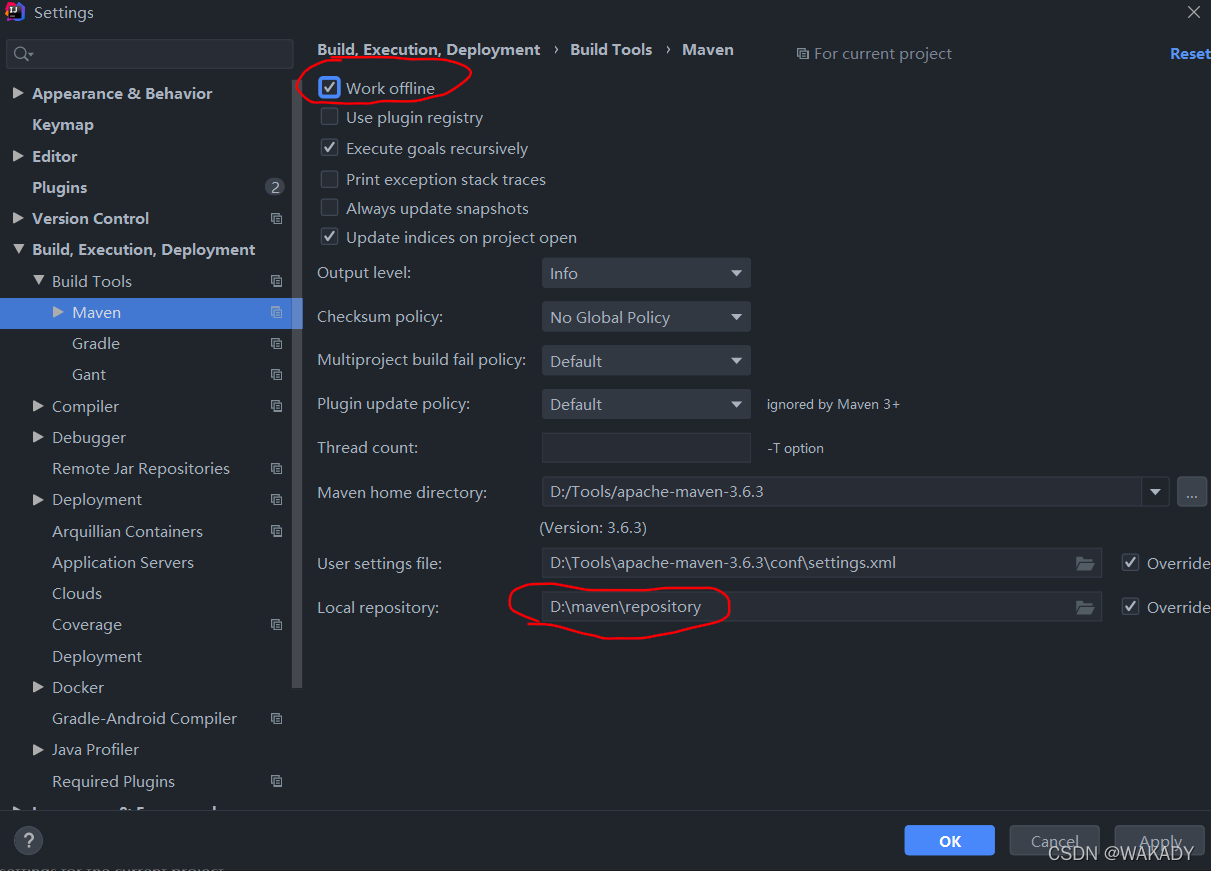 Settings
Build, Execution, Deployment › Build Tools › Maven
For current project
Reset
Appearance & Behavior
Keymap
Editor
Plugins
2
Version Control
Build, Execution, Deployment
Build Tools
Maven
Gradle
Gant
Compiler
Debugger
Remote Jar Repositories
Deployment
Arquillian Containers
Application Servers
Clouds
Coverage
Deployment
Docker
Gradle-Android Compiler
Java Profiler
Required Plugins
Work offline
Use plugin registry
Execute goals recursively
Print exception stack traces
Always update snapshots
Update indices on project open
Output level: Info
Checksum policy: No Global Policy
Multiproject build fail policy: Default
Plugin update policy: Default ignored by Maven 3+
Thread count: -T option
Maven home directory: D:/Tools/apache-maven-3.6.3 ...
(Version: 3.6.3)
User settings file: D:\Tools\apache-maven-3.6.3\conf\settings.xml Override
Local repository: D:\maven\repository Override
?
OK
Cancel
Apply
CSDN @WAKADY
settings for the current project